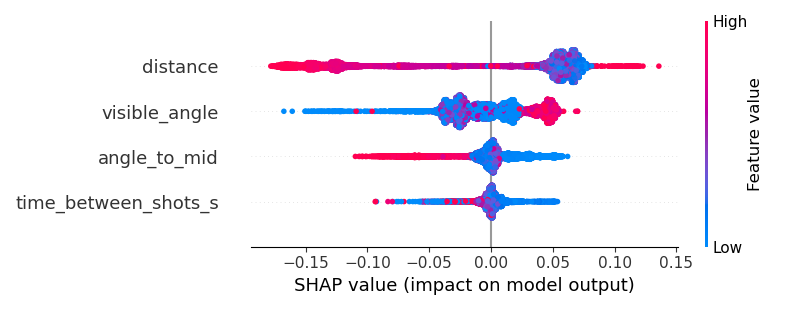 High
distance
visible_angle
angle_to_mid
time_between_shots_s
Feature value
Low
−0.15 −0.10 −0.05 0.00 0.05 0.10 0.15
SHAP value (impact on model output)